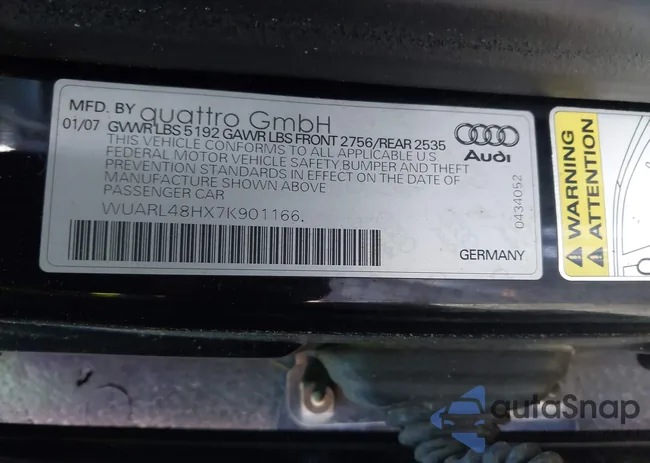 MFD. BY quattro GmbH
01/07 GVWR LBS 5192 GAWR LBS FRONT 2756/REAR 2535
THIS VEHICLE CONFORMS TO ALL APPLICABLE U.S
FEDERAL MOTOR VEHICLE SAFETY BUMPER AND THEFT
PREVENTION STANDARDS IN EFFECT ON THE DATE OF
MANUFACTURE SHOWN ABOVE
PASSENGER CAR
WUARL48HX7K901166.
Audi
0434052
GERMANY
WARNING
ATTENTION
autoSnap